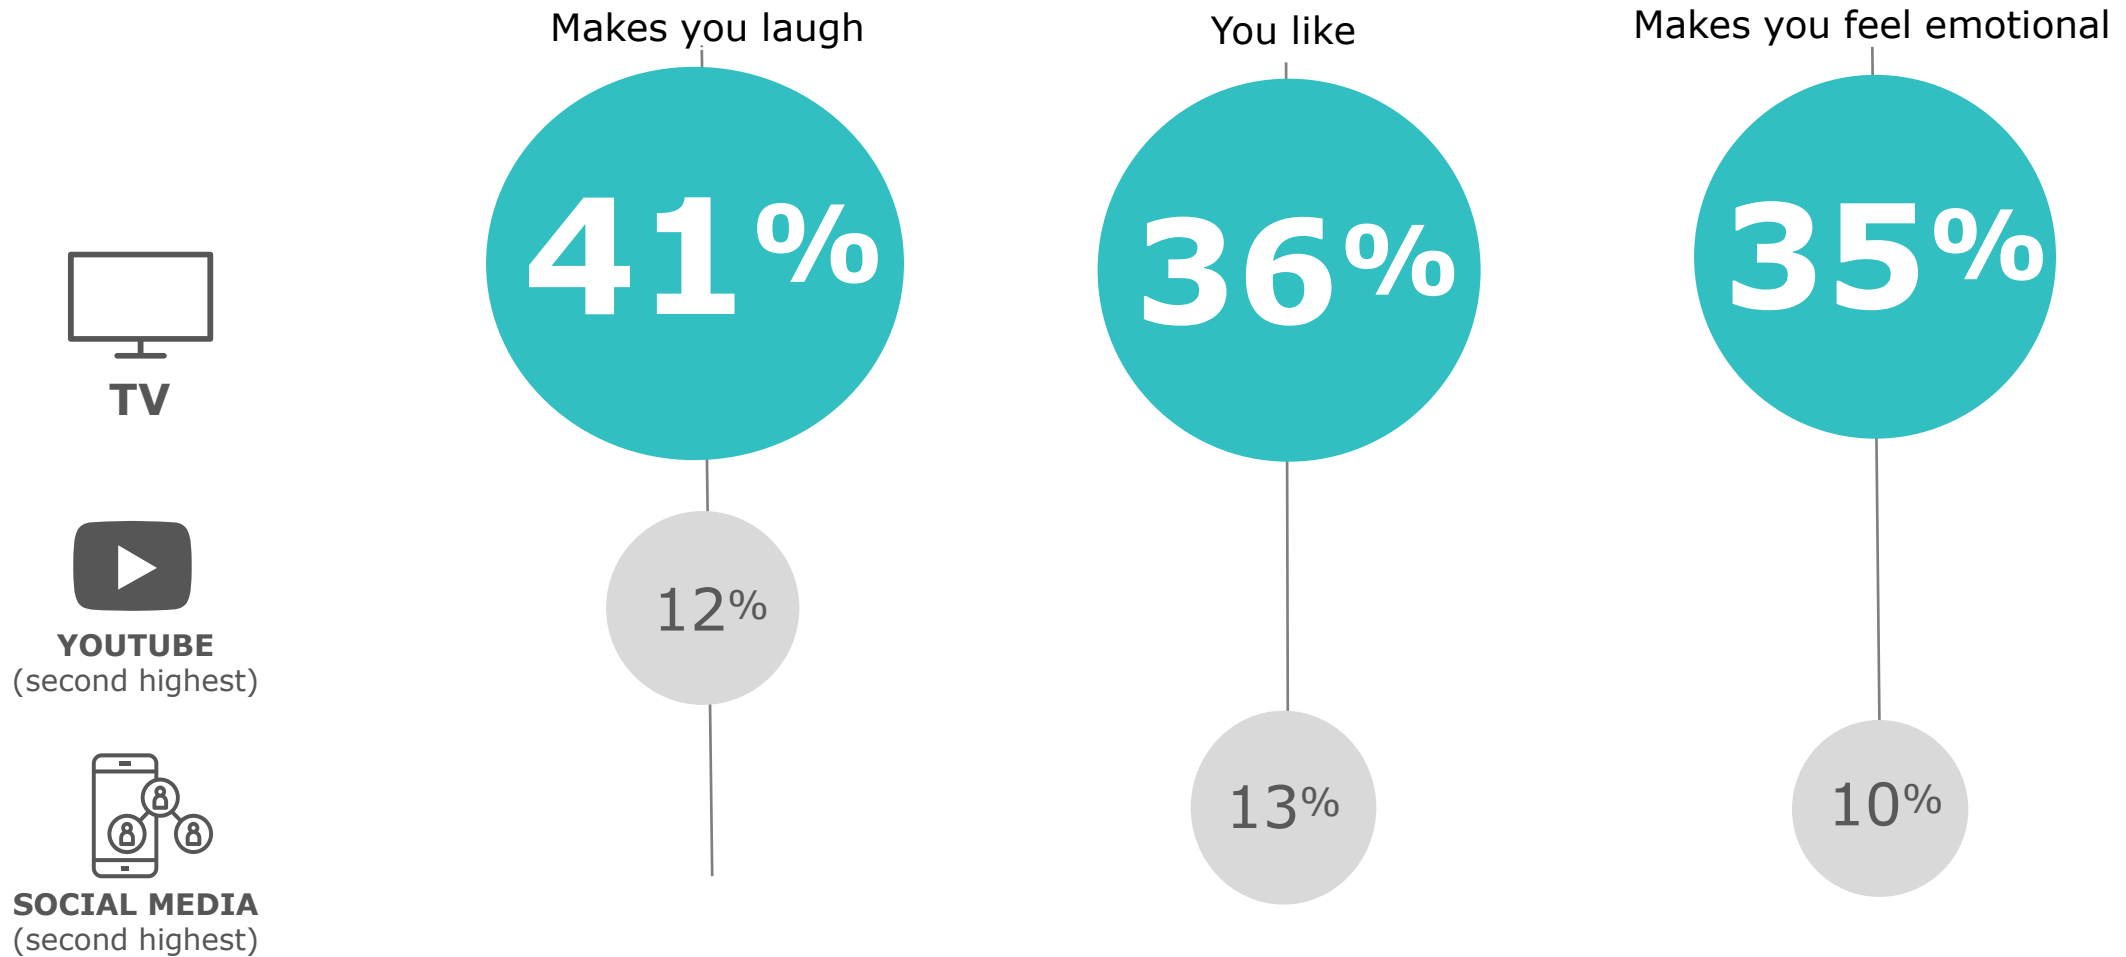 Makes you laugh
You like
Makes you feel emotional
TV
41%
36%
35%
YOUTUBE
(second highest)
12%
SOCIAL MEDIA
(second highest)
13%
10%